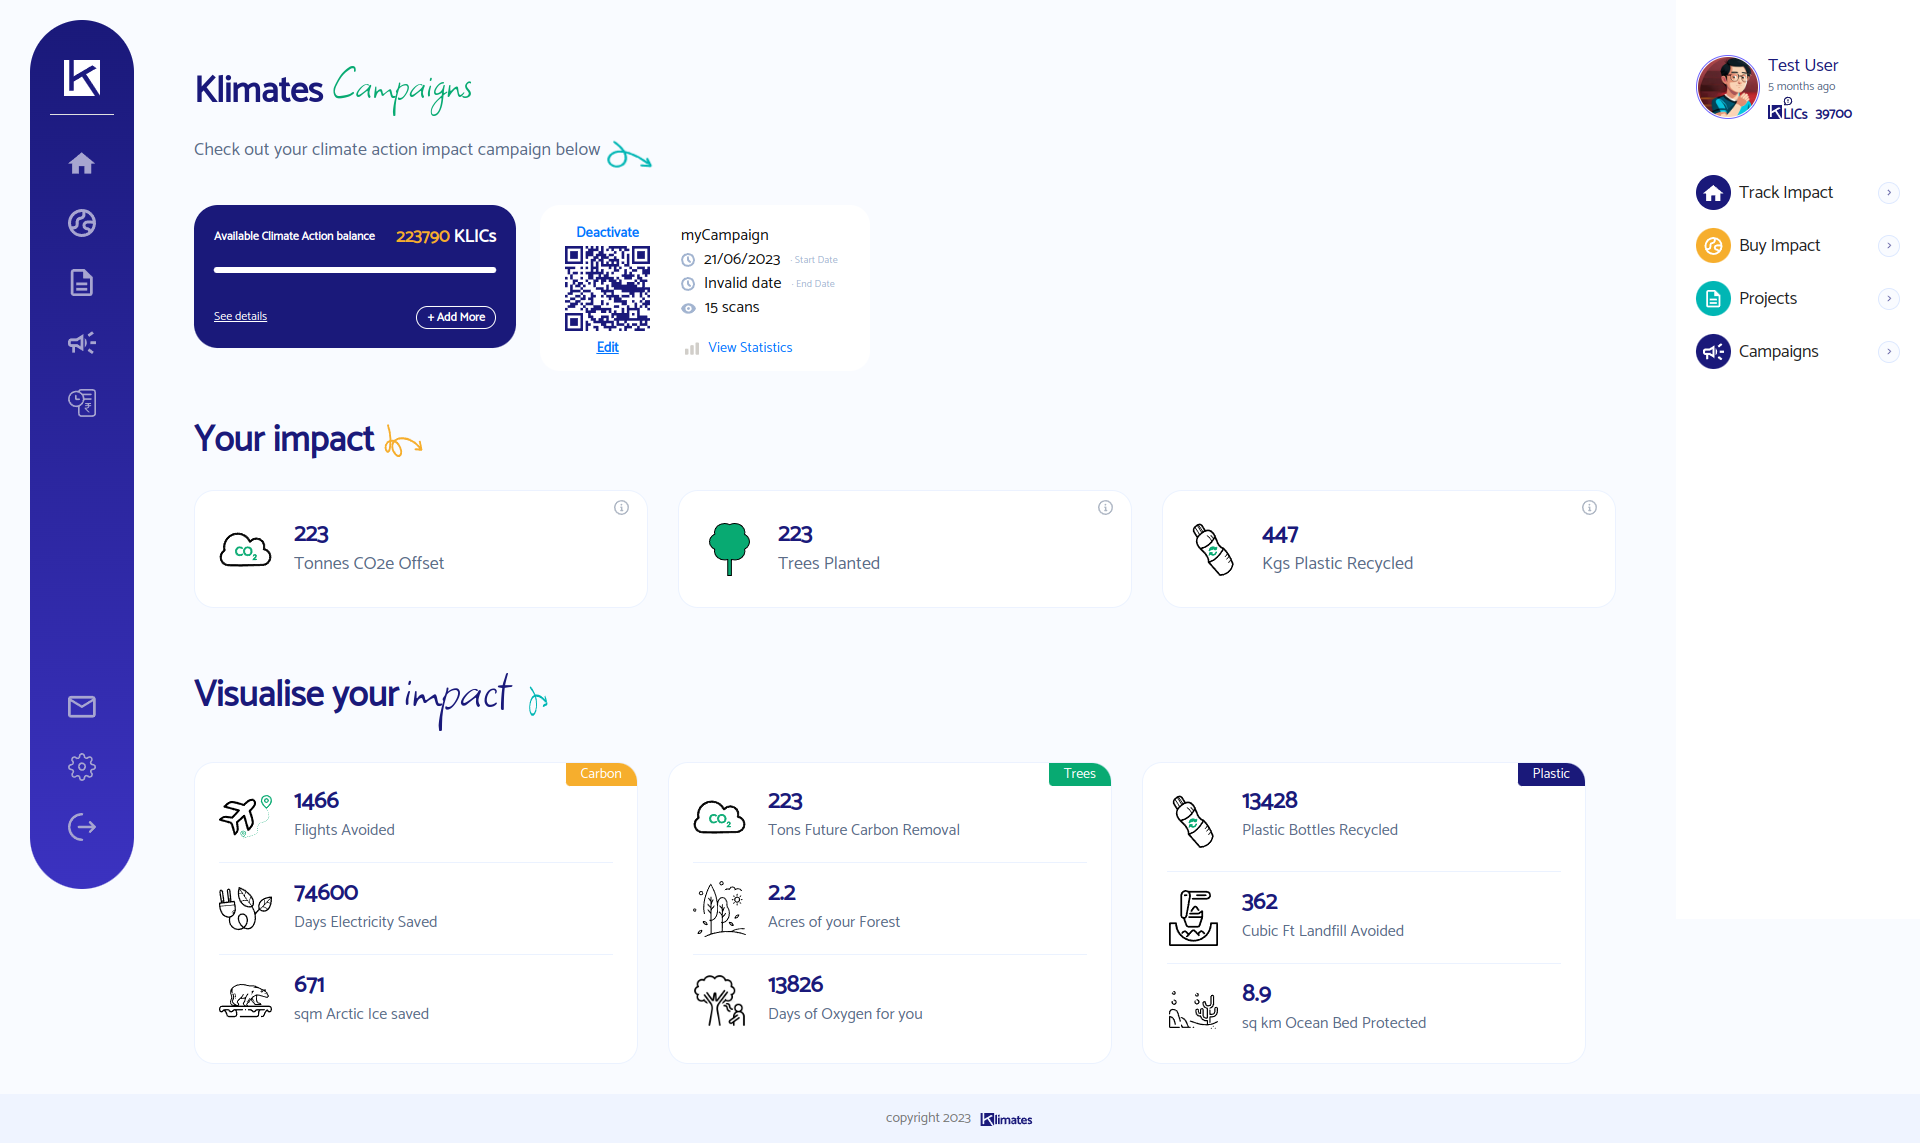 K
Klimates Campaigns
Check out your climate action impact campaign below
Available Climate Action balance 223790 KLICs
See details
+ Add More
Deactivate
Edit
myCampaign
21/06/2023 - Start Date
Invalid date - End Date
15 scans
View Statistics
Test User
5 months ago
KLICs 39700
Track Impact
Buy Impact
Projects
Campaigns
Your impact
CO2
223
Tonnes CO2e Offset
223
Trees Planted
447
Kgs Plastic Recycled
Visualise your impact
Carbon
1466
Flights Avoided
74600
Days Electricity Saved
671
sqm Arctic Ice saved
Trees
CO2
223
Tons Future Carbon Removal
2.2
Acres of your Forest
13826
Days of Oxygen for you
Plastic
13428
Plastic Bottles Recycled
362
Cubic Ft Landfill Avoided
8.9
sq km Ocean Bed Protected
copyright 2023 Klimates